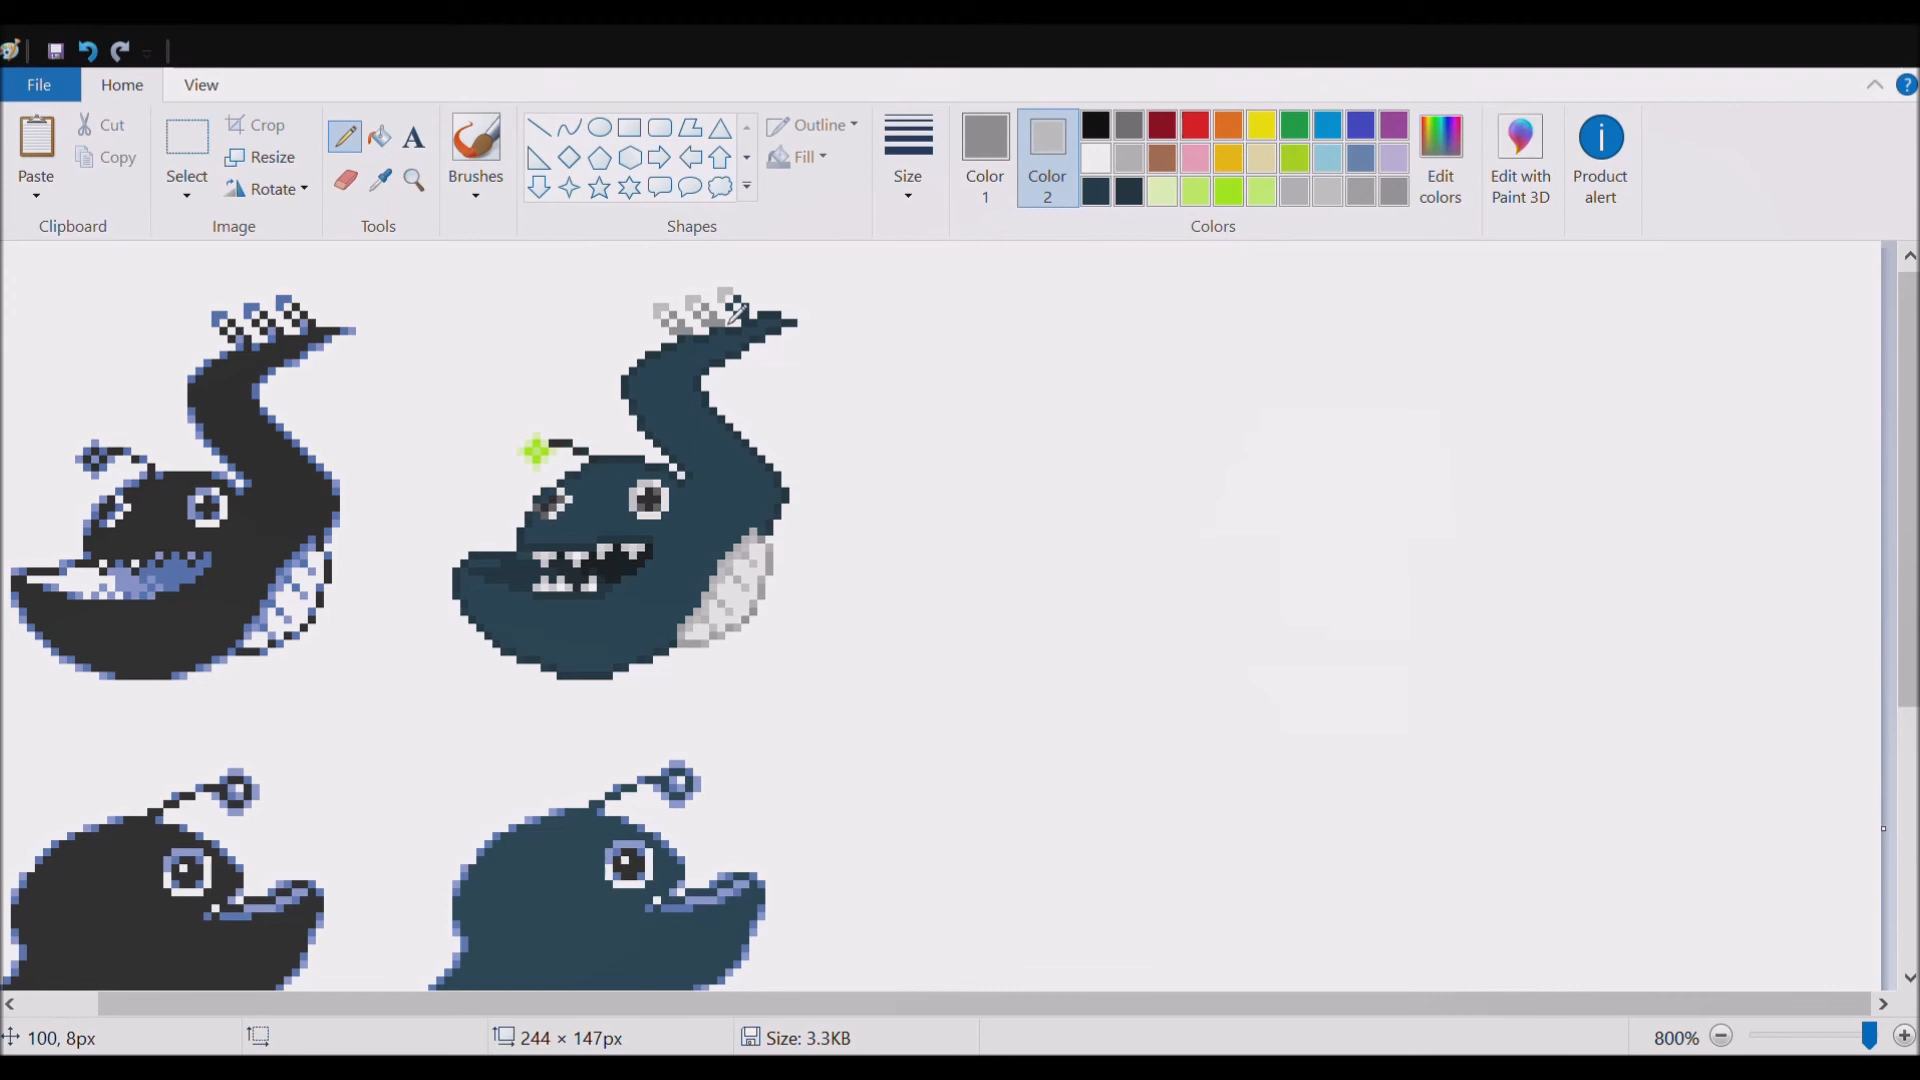 File
Home
View
Cut
Copy
Paste
Clipboard
Select
Crop
Resize
Rotate
Image
A
Tools
Brushes
Outline
Fill
Shapes
Size
Color
1
Color
2
Edit
colors
Colors
Edit with
Paint 3D
Product
alert
100, 8px
244 × 147px
Size: 3.3KB
800%